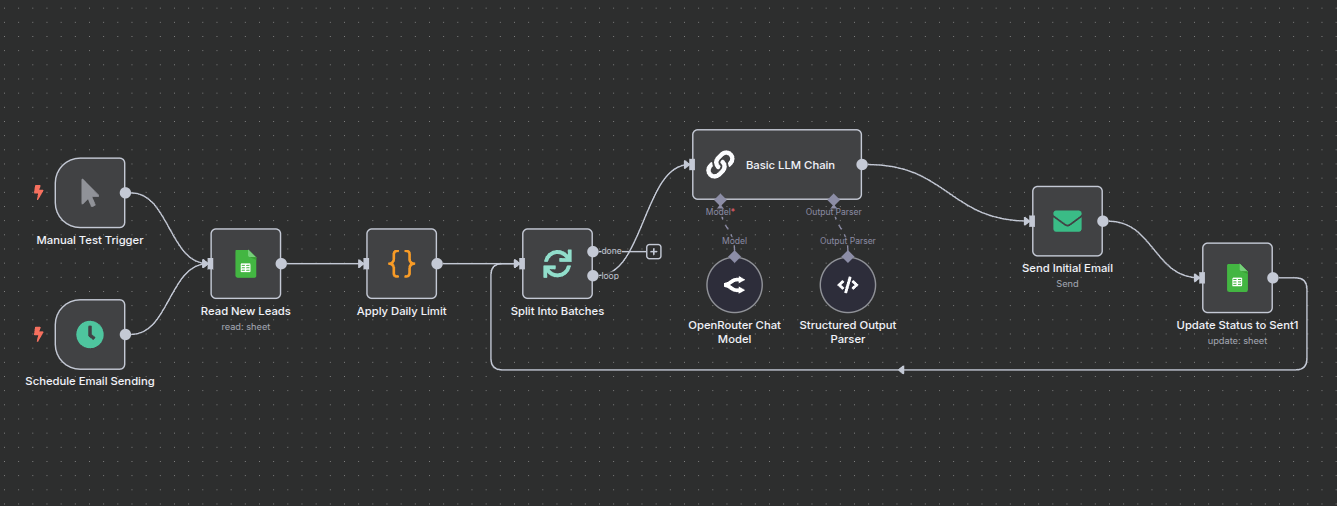 Manual Test Trigger
Schedule Email Sending
Read New Leads
read: sheet
Apply Daily Limit
Split Into Batches
done
loop
Basic LLM Chain
Model*
Output Parser
Model
Output Parser
OpenRouter Chat
Model
Structured Output
Parser
Send Initial Email
Send
Update Status to Sent1
update: sheet